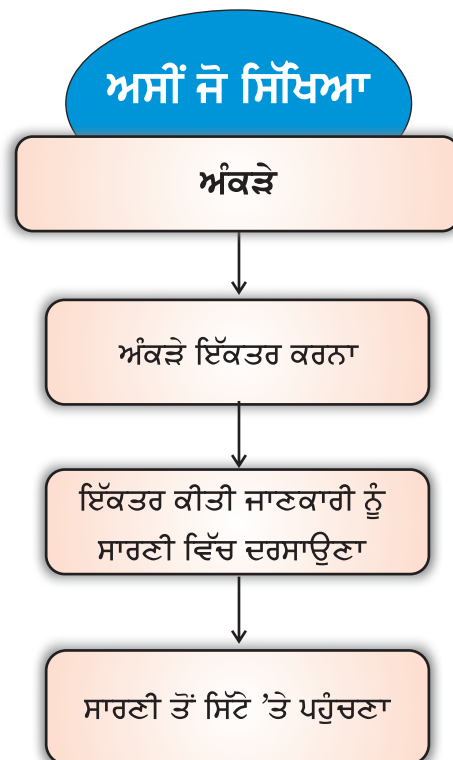 ਅਸੀਂ ਜੋ ਸਿੱਖਿਆ
ਅੰਕੜੇ
ਅੰਕੜੇ ਇੱਕਤਰ ਕਰਨਾ
ਇੱਕਤਰ ਕੀਤੀ ਜਾਣਕਾਰੀ ਨੂੰ
ਸਾਰਣੀ ਵਿੱਚ ਦਰਸਾਉਣਾ
ਸਾਰਣੀ ਤੋਂ ਸਿੱਟੇ ’ਤੇ ਪਹੁੰਚਣਾ